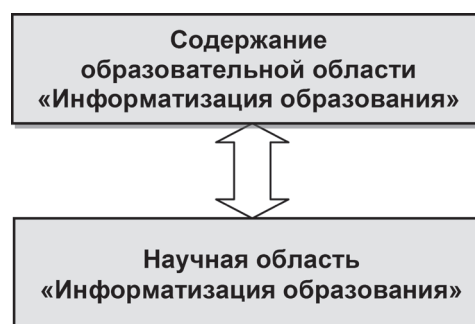 Содержание
образовательной области
«Информатизация образования»
Научная область
«Информатизация образования»